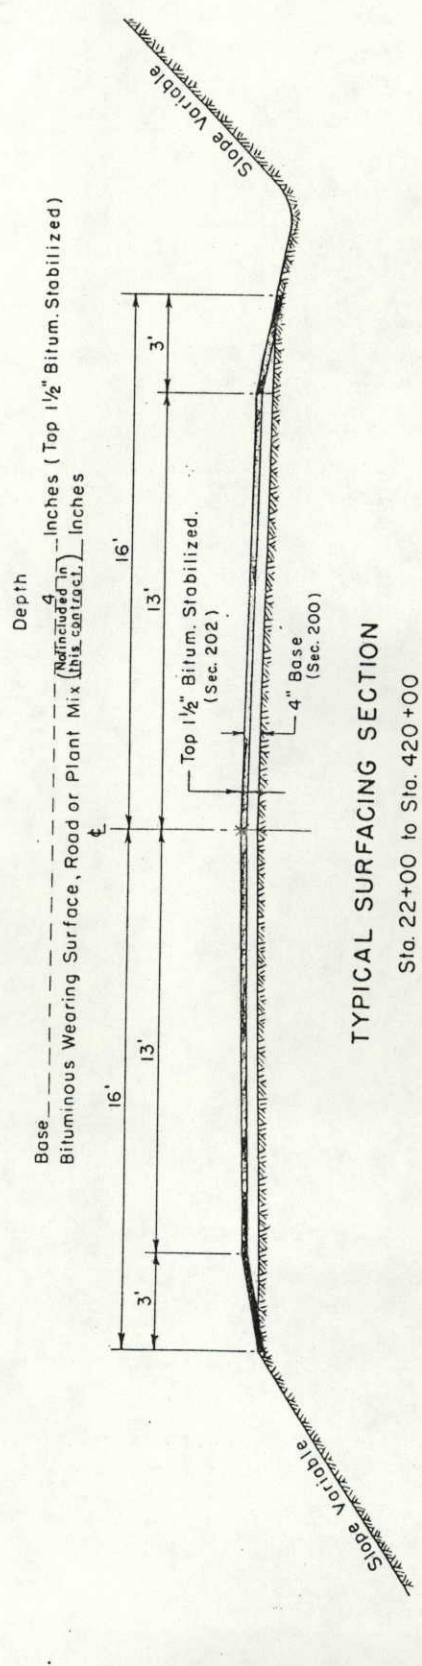 Depth
Base_ _ _ _ _ _ _ _ _ _ 4 _ _ Inches (Top 1½" Bitum. Stabilized)
Bituminous Wearing Surface, Road or Plant Mix (Not included in this contract.) Inches
℄
16'
16'
3'
13'
13'
3'
Slope Variable
Slope Variable
Top 1½" Bitum. Stabilized.
(Sec. 202)
4" Base
(Sec. 200)
TYPICAL SURFACING SECTION
Sta. 22+00 to Sta. 420+00